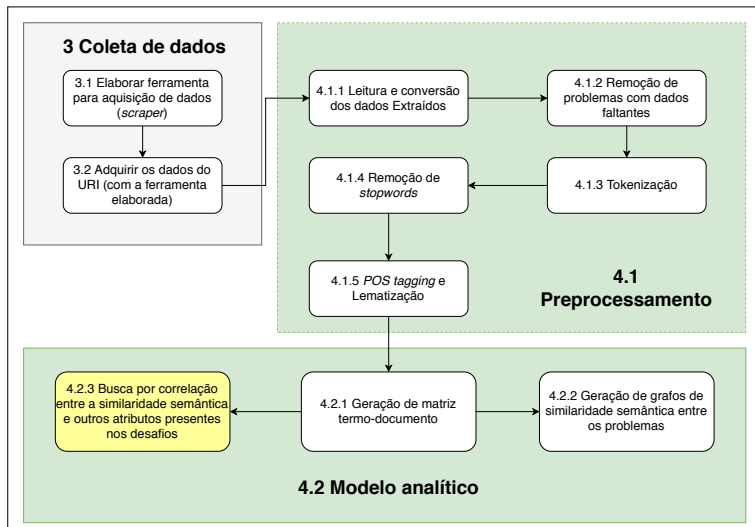 3 Coleta de dados
3.1 Elaborar ferramenta
para aquisição de dados
(scraper)
3.2 Adquirir os dados do
URI (com a ferramenta
elaborada)
4.1.1 Leitura e conversão
dos dados Extraídos
4.1.2 Remoção de
problemas com dados
faltantes
4.1.3 Tokenização
4.1.4 Remoção de
stopwords
4.1.5 POS tagging e
Lematização
4.1
Preprocessamento
4.2.3 Busca por correlação
entre a similaridade semântica
e outros atributos presentes
nos desafios
4.2.1 Geração de matriz
termo-documento
4.2.2 Geração de grafos de
similaridade semântica entre
os problemas
4.2 Modelo analítico